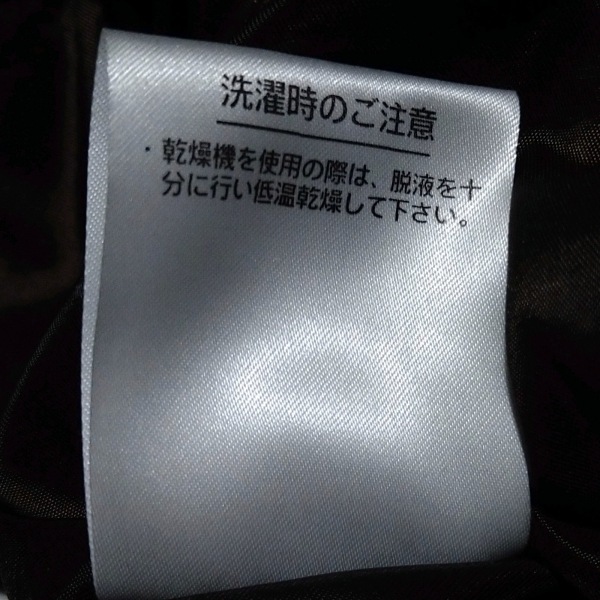 洗濯時のご注意
・乾燥機を使用の際は、脱液を十
分に行い低温乾燥して下さい。